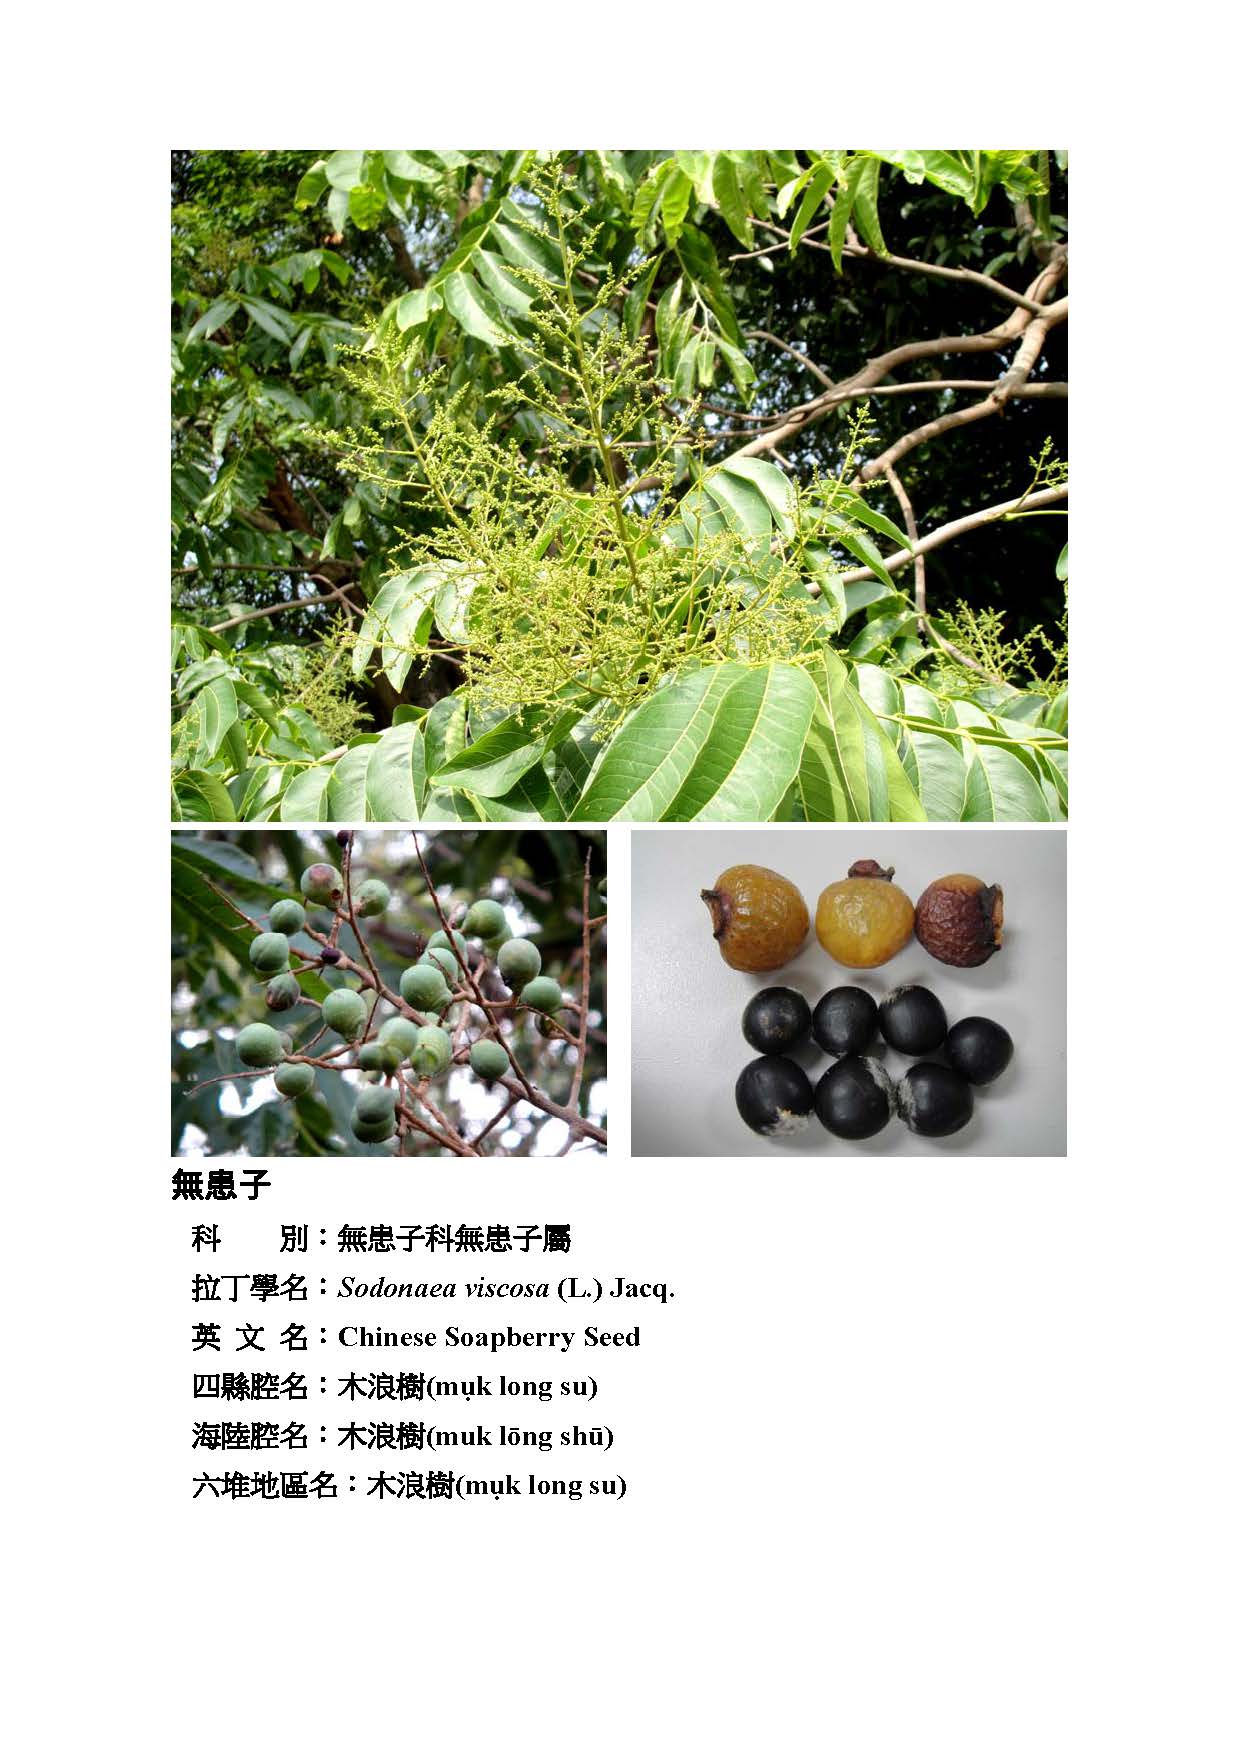 無患子
科　　別：無患子科無患子屬
拉丁學名：Sodonaea viscosa (L.) Jacq.
英 文 名：Chinese Soapberry Seed
四縣腔名：木浪樹(mụk long su)
海陸腔名：木浪樹(muk lōng shū)
六堆地區名：木浪樹(mụk long su)